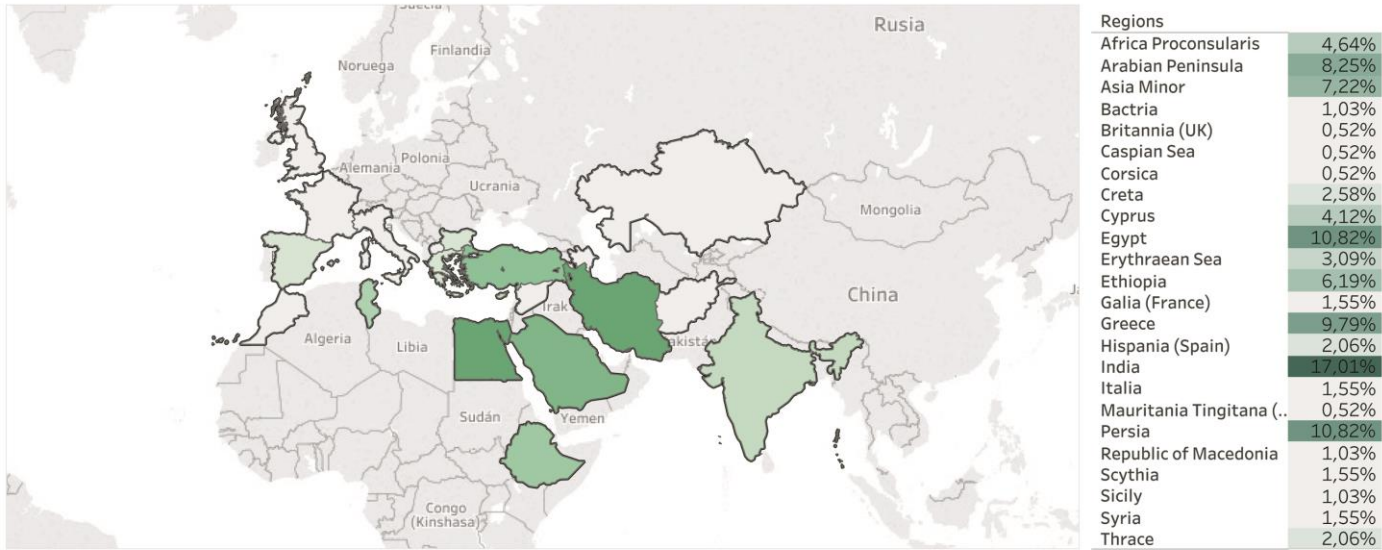 Rusia
Finlandia
Noruega
Polonia
Alemania
Ucrania
Mongolia
China
Irak
Argelia
Libia
Sudán
Yemen
Congo
(Kinshasa)
Regions
Africa Proconsularis 4,64%
Arabian Peninsula 8,25%
Asia Minor 7,22%
Bactria 1,03%
Britannia (UK) 0,52%
Caspian Sea 0,52%
Corsica 0,52%
Creta 2,58%
Cyprus 4,12%
Egypt 10,82%
Erythraean Sea 3,09%
Ethiopia 6,19%
Galia (France) 1,55%
Greece 9,79%
Hispania (Spain) 2,06%
India 17,01%
Italia 1,55%
Mauritania Tingitana (.. 0,52%
Persia 10,82%
Republic of Macedonia 1,03%
Scythia 1,55%
Sicily 1,03%
Syria 1,55%
Thrace 2,06%